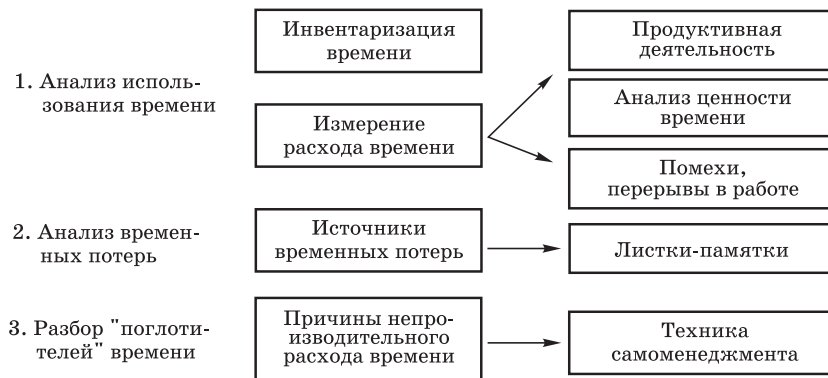 1. Анализ исполь-
зования времени
Инвентаризация
времени
Измерение
расхода времени
Продуктивная
деятельность
Анализ ценности
времени
Помехи,
перерывы в работе
2. Анализ времен-
ных потерь
Источники
временных потерь
Листки-памятки
3. Разбор "поглоти-
телей" времени
Причины непро-
изводительного
расхода времени
Техника
самоменеджмента